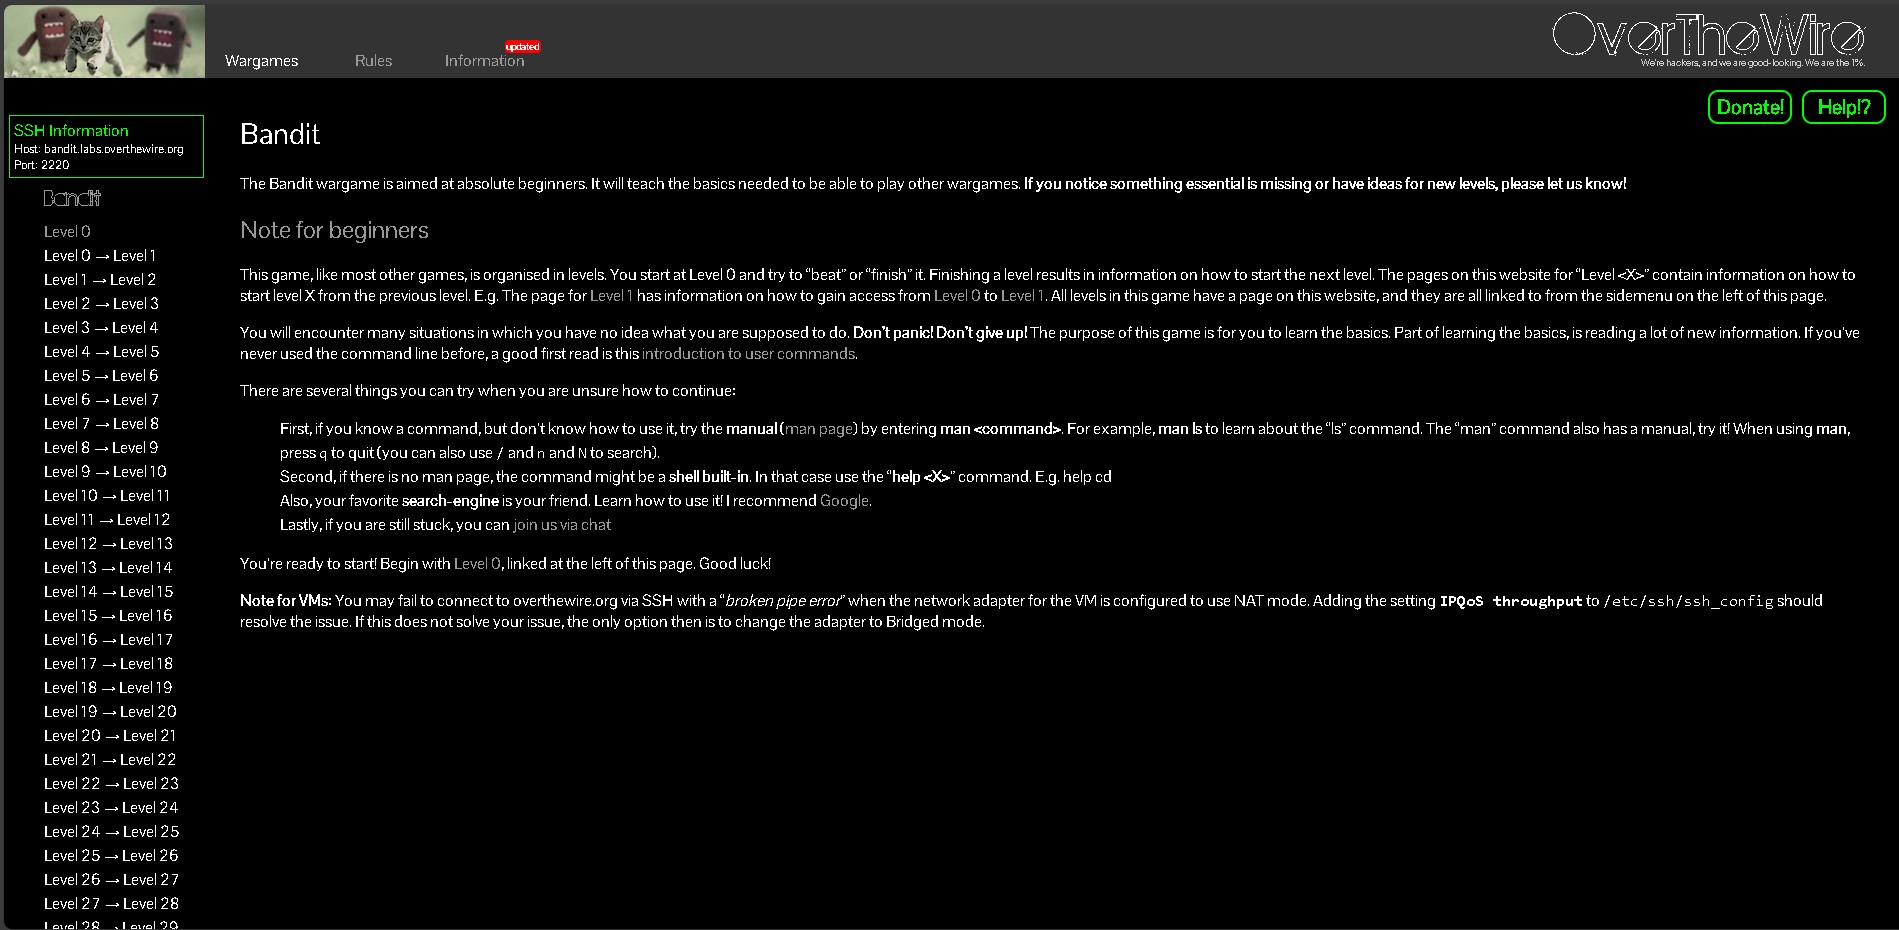 Wargames
Rules
Information
updated
OverTheWire
We're hackers, and we are good-looking. We are the 1%.
Donate!
Help!?
SSH Information
Host: bandit.labs.overthewire.org
Port: 2220
Bandit
Level 0
Level 0 → Level 1
Level 1 → Level 2
Level 2 → Level 3
Level 3 → Level 4
Level 4 → Level 5
Level 5 → Level 6
Level 6 → Level 7
Level 7 → Level 8
Level 8 → Level 9
Level 9 → Level 10
Level 10 → Level 11
Level 11 → Level 12
Level 12 → Level 13
Level 13 → Level 14
Level 14 → Level 15
Level 15 → Level 16
Level 16 → Level 17
Level 17 → Level 18
Level 18 → Level 19
Level 19 → Level 20
Level 20 → Level 21
Level 21 → Level 22
Level 22 → Level 23
Level 23 → Level 24
Level 24 → Level 25
Level 25 → Level 26
Level 26 → Level 27
Level 27 → Level 28
Level 28 → Level 29
Bandit
The Bandit wargame is aimed at absolute beginners. It will teach the basics needed to be able to play other wargames. If you notice something essential is missing or have ideas for new levels, please let us know!
Note for beginners
This game, like most other games, is organised in levels. You start at Level 0 and try to “beat” or “finish” it. Finishing a level results in information on how to start the next level. The pages on this website for “Level <X>” contain information on how to
start level X from the previous level. E.g. The page for Level 1 has information on how to gain access from Level 0 to Level 1. All levels in this game have a page on this website, and they are all linked to from the sidemenu on the left of this page.
You will encounter many situations in which you have no idea what you are supposed to do. Don’t panic! Don’t give up! The purpose of this game is for you to learn the basics. Part of learning the basics, is reading a lot of new information. If you’ve
never used the command line before, a good first read is this introduction to user commands.
There are several things you can try when you are unsure how to continue:
First, if you know a command, but don’t know how to use it, try the manual (man page) by entering man <command>. For example, man ls to learn about the “ls” command. The “man” command also has a manual, try it! When using man,
press q to quit (you can also use / and n and N to search).
Second, if there is no man page, the command might be a shell built-in. In that case use the “help <X>” command. E.g. help cd
Also, your favorite search-engine is your friend. Learn how to use it! I recommend Google.
Lastly, if you are still stuck, you can join us via chat
You’re ready to start! Begin with Level 0, linked at the left of this page. Good luck!
Note for VMs: You may fail to connect to overthewire.org via SSH with a “broken pipe error” when the network adapter for the VM is configured to use NAT mode. Adding the setting IPQoS throughput to /etc/ssh/ssh_config should
resolve the issue. If this does not solve your issue, the only option then is to change the adapter to Bridged mode.